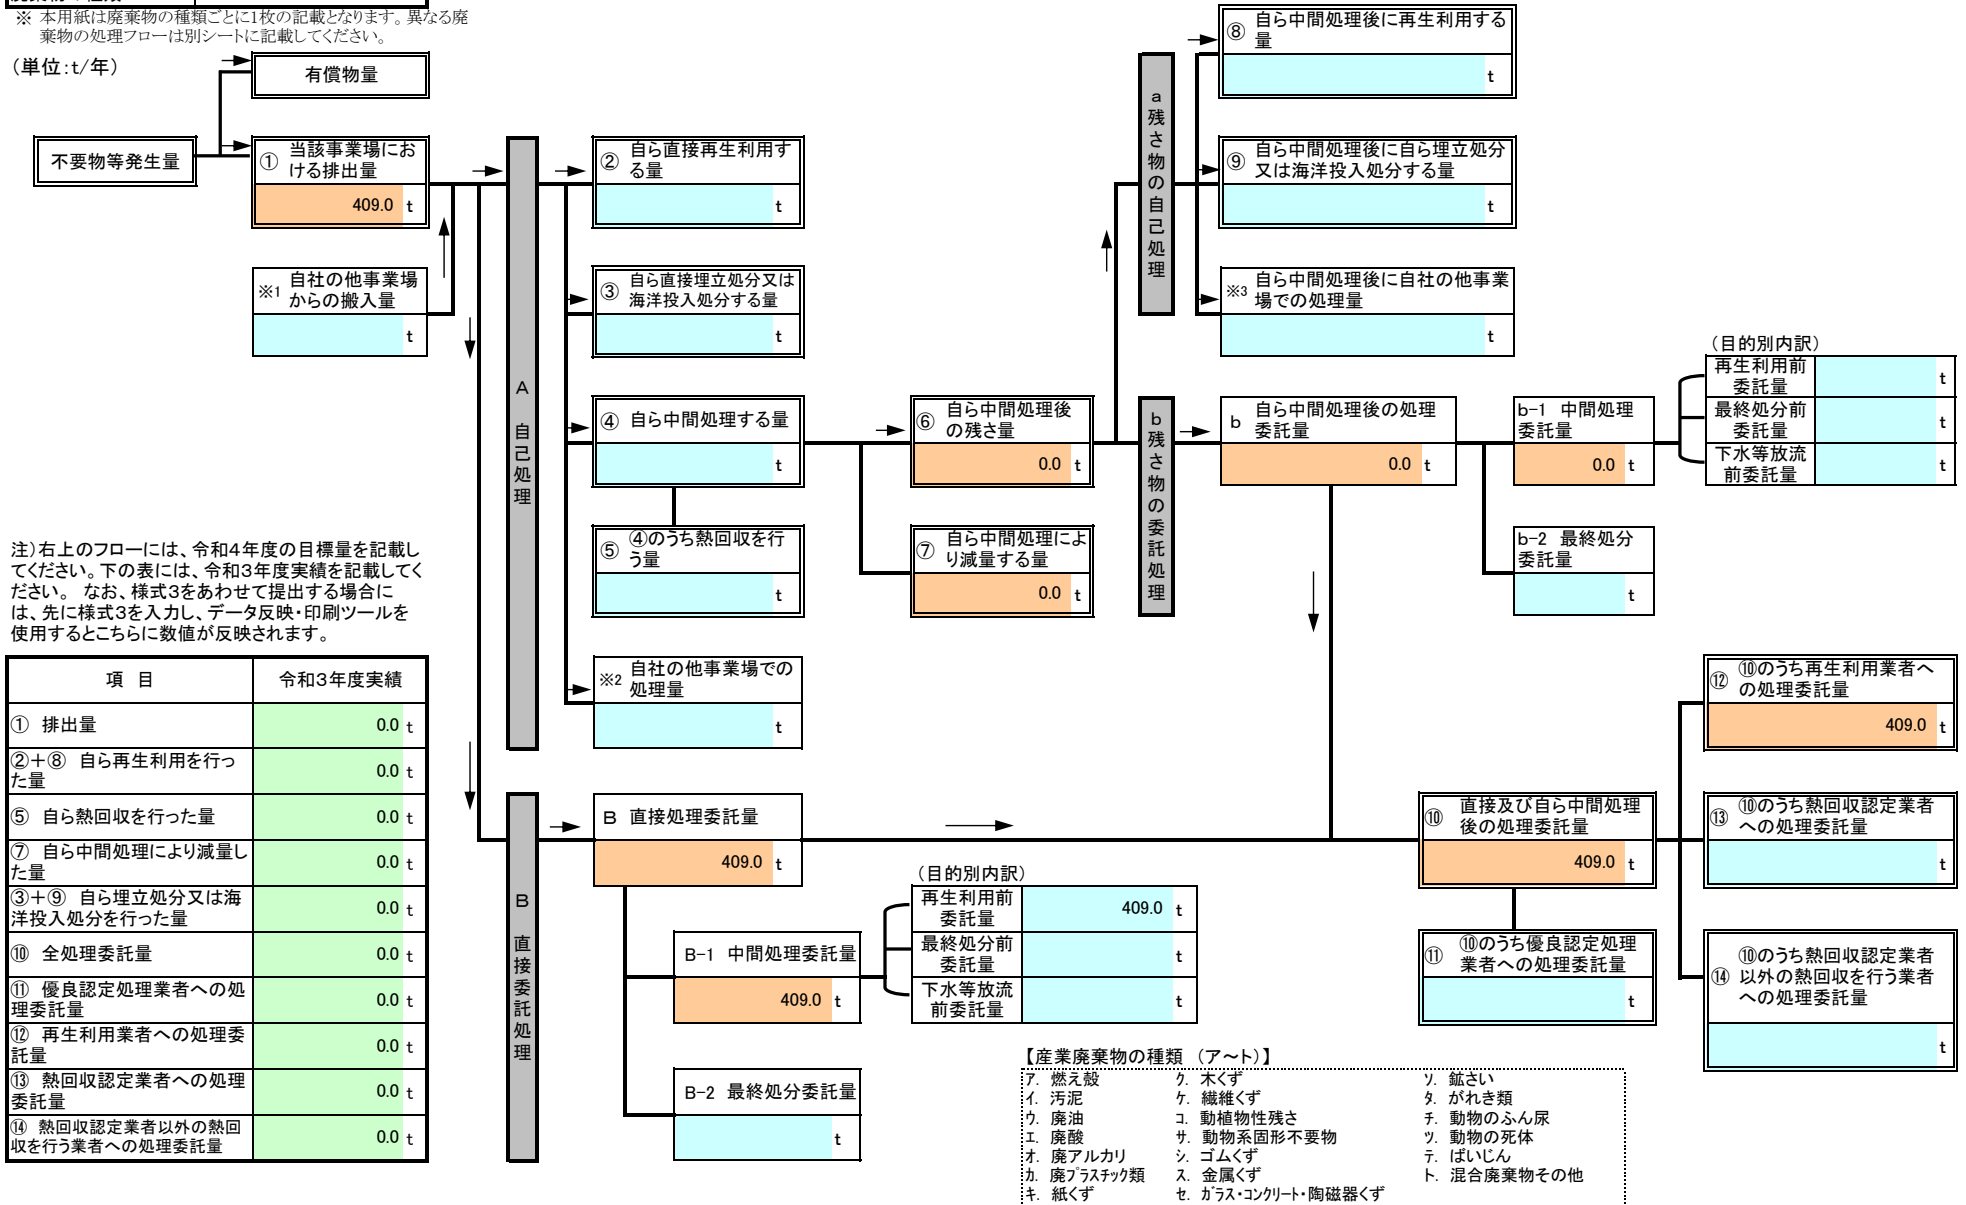 ※ 本用紙は廃棄物の種類ごとに1枚の記載となります。異なる廃
棄物の処理フローは別シートに記載してください。
（単位:t/年）
有償物量
不要物等発生量
① 当該事業場にお
ける排出量
409.0 t
※1 自社の他事業場
からの搬入量
t
A 自己処理
② 自ら直接再生利用す
る量
t
③ 自ら直接埋立処分又は
海洋投入処分する量
t
④ 自ら中間処理する量
t
⑤ ④のうち熱回収を行
う量
t
※2 自社の他事業場での
処理量
t
⑥ 自ら中間処理後
の残さ量
0.0 t
⑦ 自ら中間処理によ
り減量する量
0.0 t
a残さ物の自己処理
⑧ 自ら中間処理後に再生利用する
量
t
⑨ 自ら中間処理後に自ら埋立処分
又は海洋投入処分する量
t
※3 自ら中間処理後に自社の他事業
場での処理量
t
b残さ物の委託処理
b 自ら中間処理後の処理
委託量
0.0 t
b-1 中間処理
委託量
0.0 t
b-2 最終処分
委託量
t
（目的別内訳）
再生利用前
委託量
t
最終処分前
委託量
t
下水等放流
前委託量
t
注）右上のフローには、令和4年度の目標量を記載し
てください。下の表には、令和3年度実績を記載してく
ださい。 なお、様式3をあわせて提出する場合に
は、先に様式3を入力し、データ反映・印刷ツールを
使用するとこちらに数値が反映されます。
項 目 令和3年度実績
① 排出量 0.0 t
②+⑧ 自ら再生利用を行っ
た量 0.0 t
⑤ 自ら熱回収を行った量 0.0 t
⑦ 自ら中間処理により減量し
た量 0.0 t
③+⑨ 自ら埋立処分又は海
洋投入処分を行った量 0.0 t
⑩ 全処理委託量 0.0 t
⑪ 優良認定処理業者への処
理委託量 0.0 t
⑫ 再生利用業者への処理委
託量 0.0 t
⑬ 熱回収認定業者への処理
委託量 0.0 t
⑭ 熱回収認定業者以外の熱回
収を行う業者への処理委託量 0.0 t
B 直接委託処理
B 直接処理委託量
409.0 t
B-1 中間処理委託量
409.0 t
B-2 最終処分委託量
t
（目的別内訳）
再生利用前
委託量
409.0 t
最終処分前
委託量
t
下水等放流
前委託量
t
⑩ 直接及び自ら中間処理
後の処理委託量
409.0 t
⑪ ⑩のうち優良認定処理
業者への処理委託量
t
⑫ ⑩のうち再生利用業者へ
の処理委託量
409.0 t
⑬ ⑩のうち熱回収認定業者
への処理委託量
t
⑭ ⑩のうち熱回収認定業者
以外の熱回収を行う業者
への処理委託量
t
【産業廃棄物の種類 （ア～ト）】
ｱ. 燃え殻
ｲ. 汚泥
ｳ. 廃油
ｴ. 廃酸
ｵ. 廃アルカリ
ｶ. 廃ﾌﾟﾗｽﾁｯｸ類
ｷ. 紙くず
ｸ. 木くず
ｹ. 繊維くず
ｺ. 動植物性残さ
ｻ. 動物系固形不要物
ｼ. ゴムくず
ｽ. 金属くず
ｾ. ｶﾞﾗｽ・ｺﾝｸﾘｰﾄ・陶磁器くず
ｿ. 鉱さい
ﾀ. がれき類
ﾁ. 動物のふん尿
ﾂ. 動物の死体
ﾃ. ばいじん
ﾄ. 混合廃棄物その他